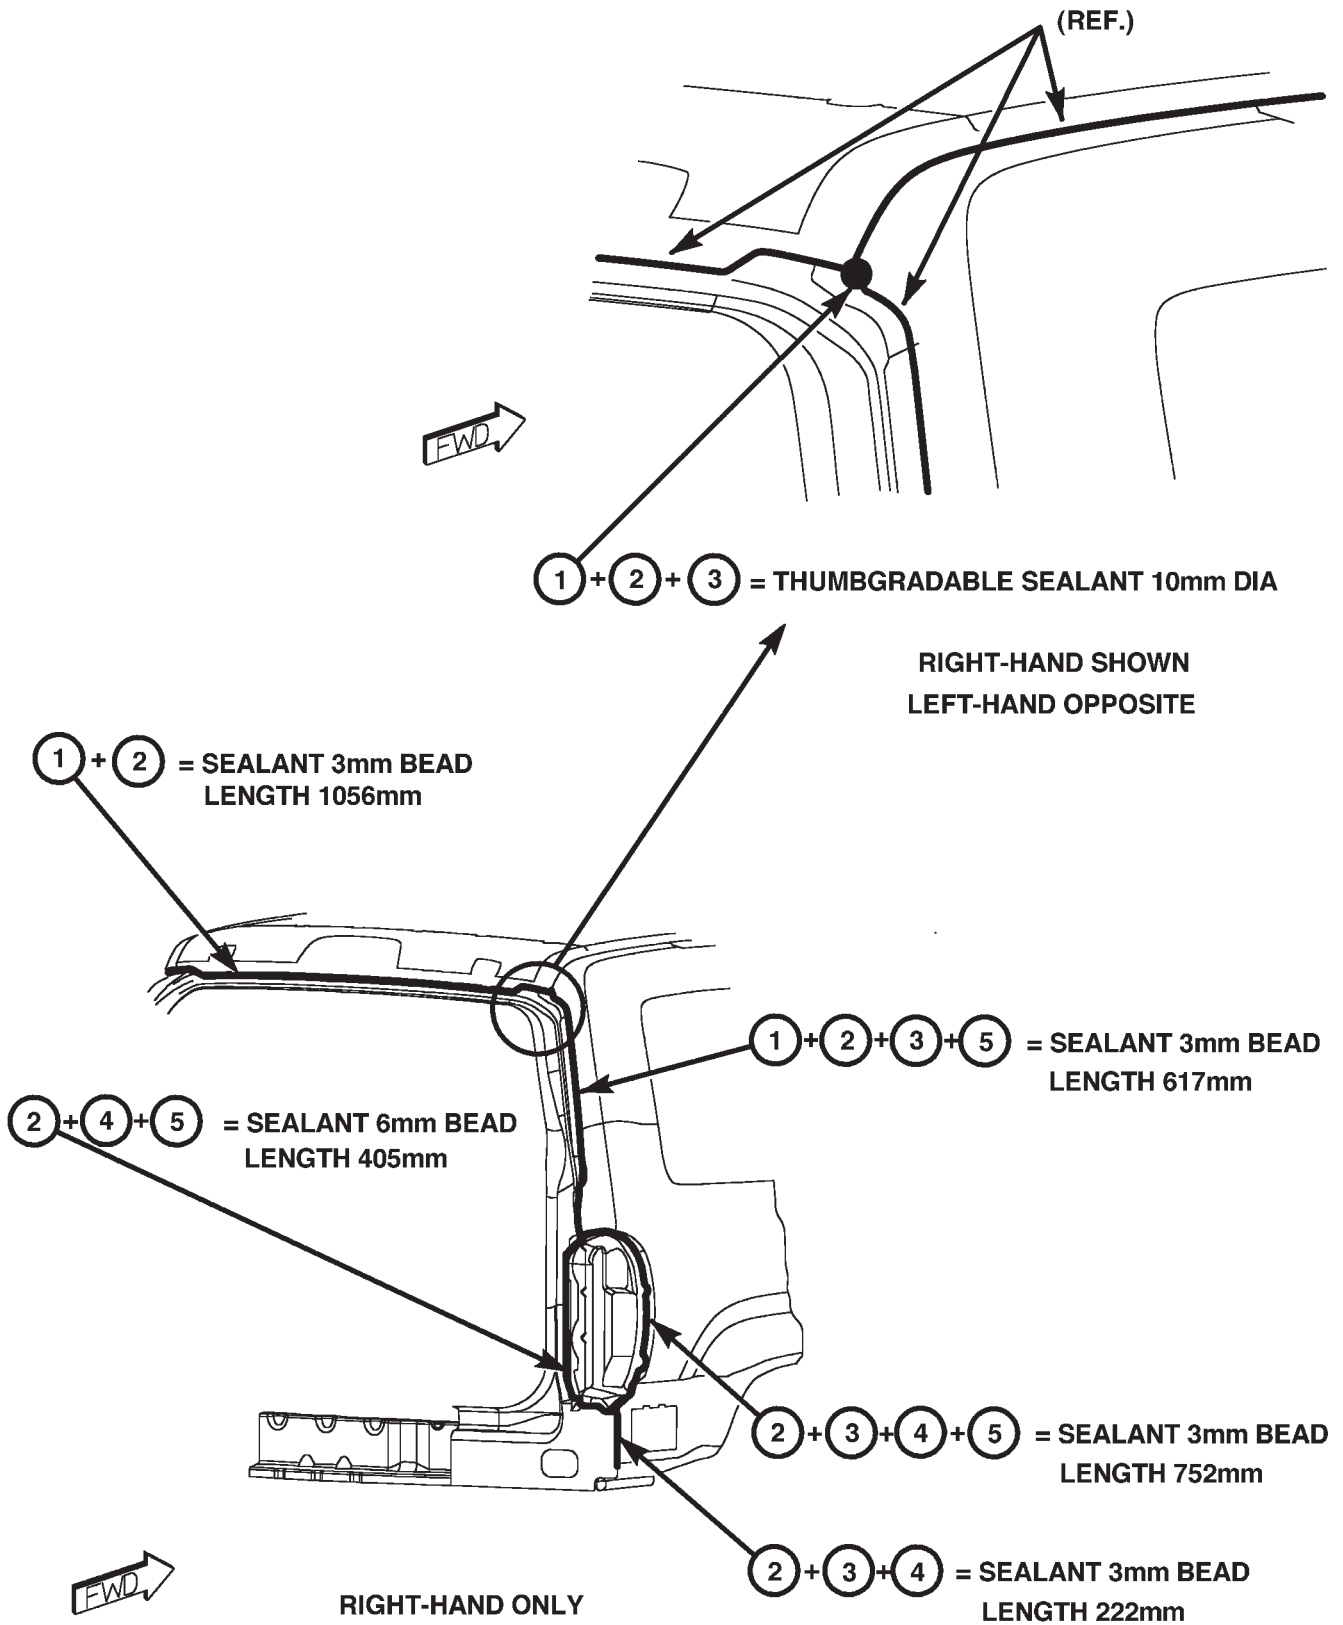 (REF.)
FWD
1 + 2 + 3 = THUMBGRADABLE SEALANT 10mm DIA
RIGHT-HAND SHOWN
LEFT-HAND OPPOSITE
1 + 2 = SEALANT 3mm BEAD
LENGTH 1056mm
1 + 2 + 3 + 5 = SEALANT 3mm BEAD
LENGTH 617mm
2 + 4 + 5 = SEALANT 6mm BEAD
LENGTH 405mm
2 + 3 + 4 + 5 = SEALANT 3mm BEAD
LENGTH 752mm
2 + 3 + 4 = SEALANT 3mm BEAD
LENGTH 222mm
FWD
RIGHT-HAND ONLY